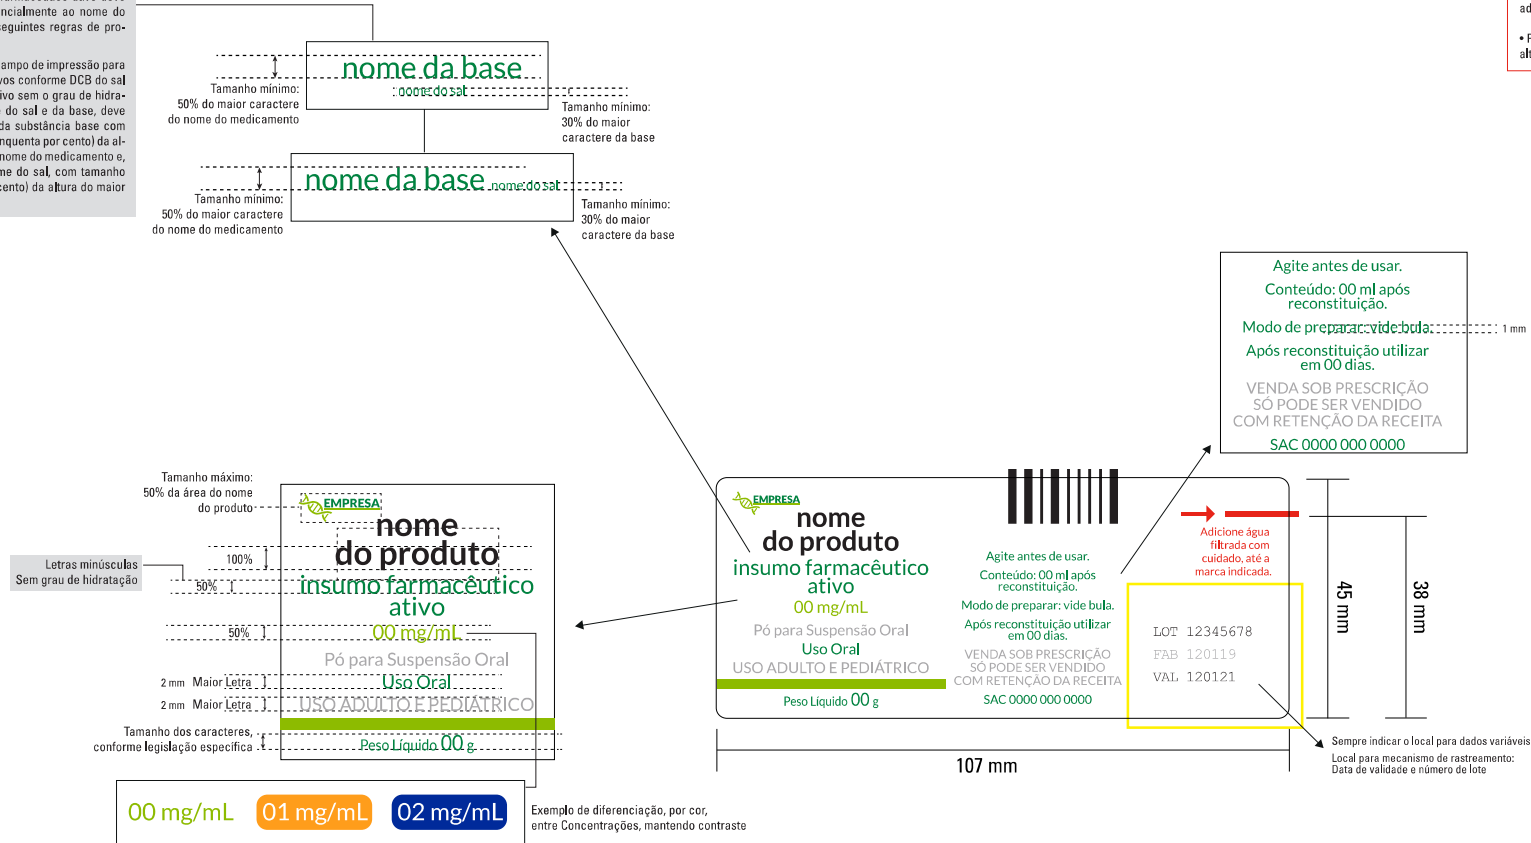 ncialmente ao nome do
seguintes regras de pro-
ampo de impressão para
vos conforme DCB do sal
ivo sem o grau de hidra-
do sal e da base, deve
da substância base com
nquenta por cento) da al-
nome do medicamento e,
me do sal, com tamanho
cento) da altura do maior
nome da base
nome do sal
Tamanho mínimo:
50% do maior caractere
do nome do medicamento
Tamanho mínimo:
30% do maior
caractere da base
nome da base nome do sal
Tamanho mínimo:
50% do maior caractere
do nome do medicamento
Tamanho mínimo:
30% do maior
caractere da base
ad
• F
alt
Agite antes de usar.
Conteúdo: 00 ml após
reconstituição.
Modo de preparar: vide bula.
1 mm
Após reconstituição utilizar
em 00 dias.
VENDA SOB PRESCRIÇÃO
SÓ PODE SER VENDIDO
COM RETENÇÃO DA RECEITA
SAC 0000 000 0000
Tamanho máximo:
50% da área do nome
do produto
Letras minúsculas
Sem grau de hidratação
100%
50%
50%
2 mm Maior Letra
2 mm Maior Letra
Tamanho dos caracteres,
conforme legislação específica
EMPRESA
nome
do produto
insumo farmacêutico
ativo
00 mg/mL
Pó para Suspensão Oral
Uso Oral
USO ADULTO E PEDIÁTRICO
Peso Líquido 00 g
00 mg/mL
01 mg/mL
02 mg/mL
Exemplo de diferenciação, por cor,
entre Concentrações, mantendo contraste
EMPRESA
nome
do produto
insumo farmacêutico
ativo
00 mg/mL
Pó para Suspensão Oral
Uso Oral
USO ADULTO E PEDIÁTRICO
Peso Líquido 00 g
Agite antes de usar.
Conteúdo: 00 ml após
reconstituição.
Modo de preparar: vide bula.
Após reconstituição utilizar
em 00 dias.
VENDA SOB PRESCRIÇÃO
SÓ PODE SER VENDIDO
COM RETENÇÃO DA RECEITA
SAC 0000 000 0000
Adicione água
filtrada com
cuidado, até a
marca indicada.
LOT 12345678
FAB 120119
VAL 120121
45 mm
38 mm
107 mm
Sempre indicar o local para dados variáveis
Local para mecanismo de rastreamento:
Data de validade e número de lote